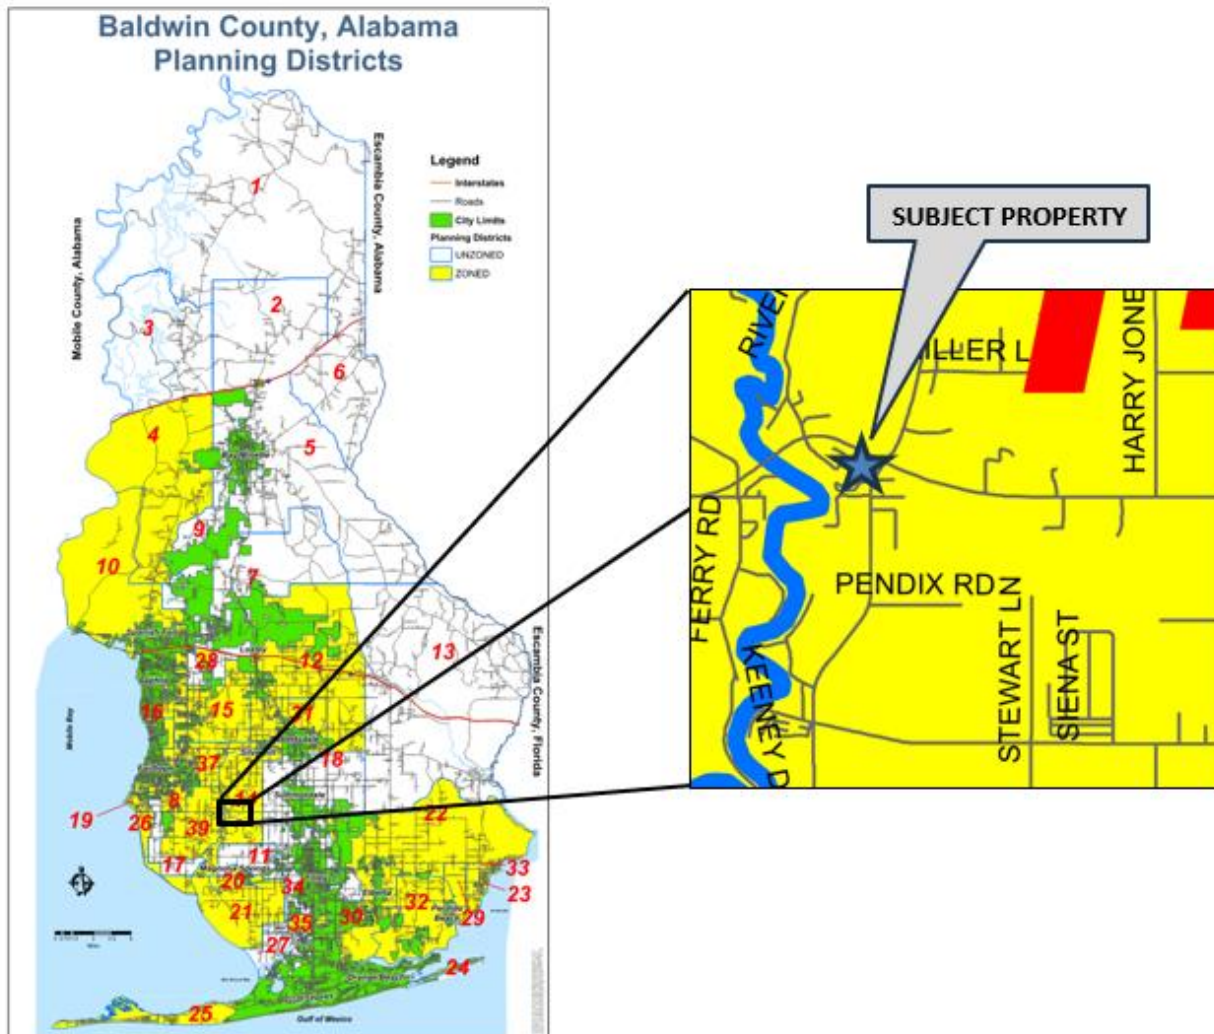 Baldwin County, Alabama
Planning Districts
Escambia County, Alabama
Legend
Interstates
Roads
City Limits
Planning Districts
UNZONED
ZONED
Mobile County, Alabama
1
2
3
6
4
5
9
10
7
13
28
12
16
15
31
Escambia County, Florida
Mobile Bay
18
37
19
8
26
39
22
17
11
33
20
34
23
21
35
30
32
29
27
24
25
Gulf of Mexico
SUBJECT PROPERTY
RIVER
ILLER L
HARRY JONE
FERRY RD
PENDIX RD
STEWART LN
SIENA ST
KEENEY D